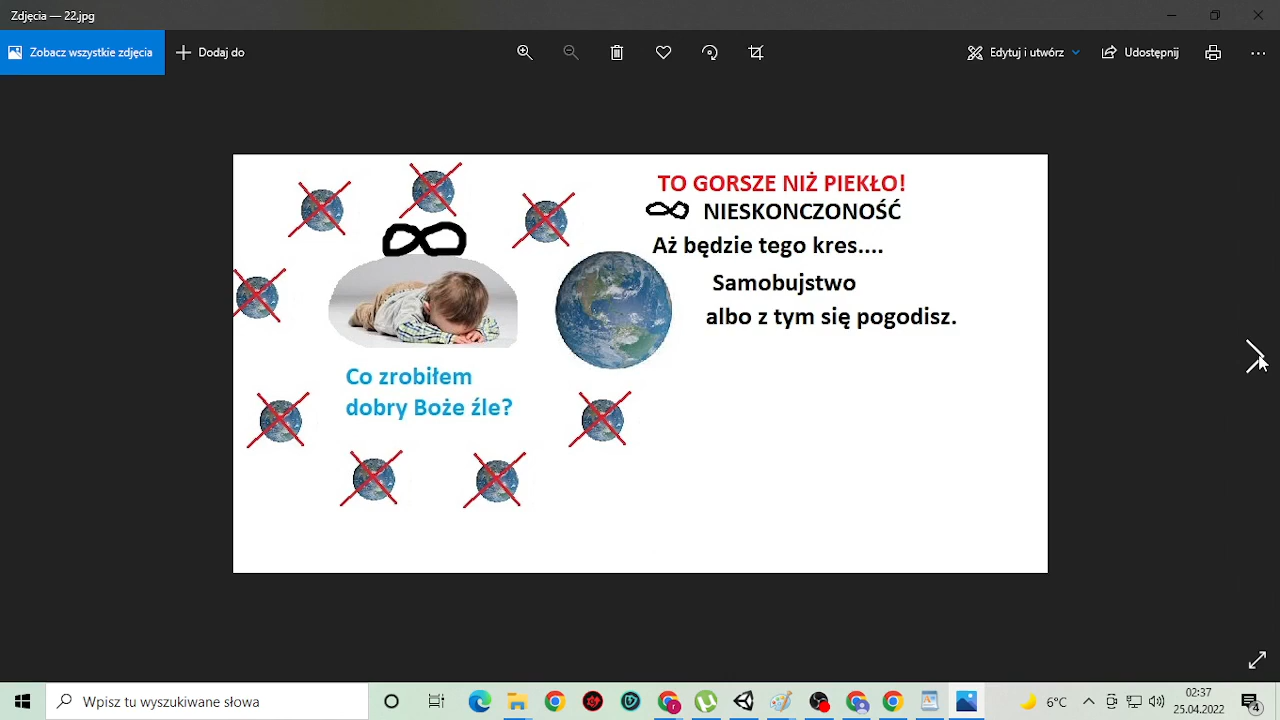 Zdjęcia — 22.jpg
Zobacz wszystkie zdjęcia
Dodaj do
Edytuj i utwórz
Udostępnij
TO GORSZE NIŻ PIEKŁO!
NIESKONCZONOŚĆ
Aż będzie tego kres....
Samobujstwo
albo z tym się pogodisz.
Co zrobiłem
dobry Boże źle?
Wpisz tu wyszukiwane słowa
6°C
02:37
25.04.2022
4